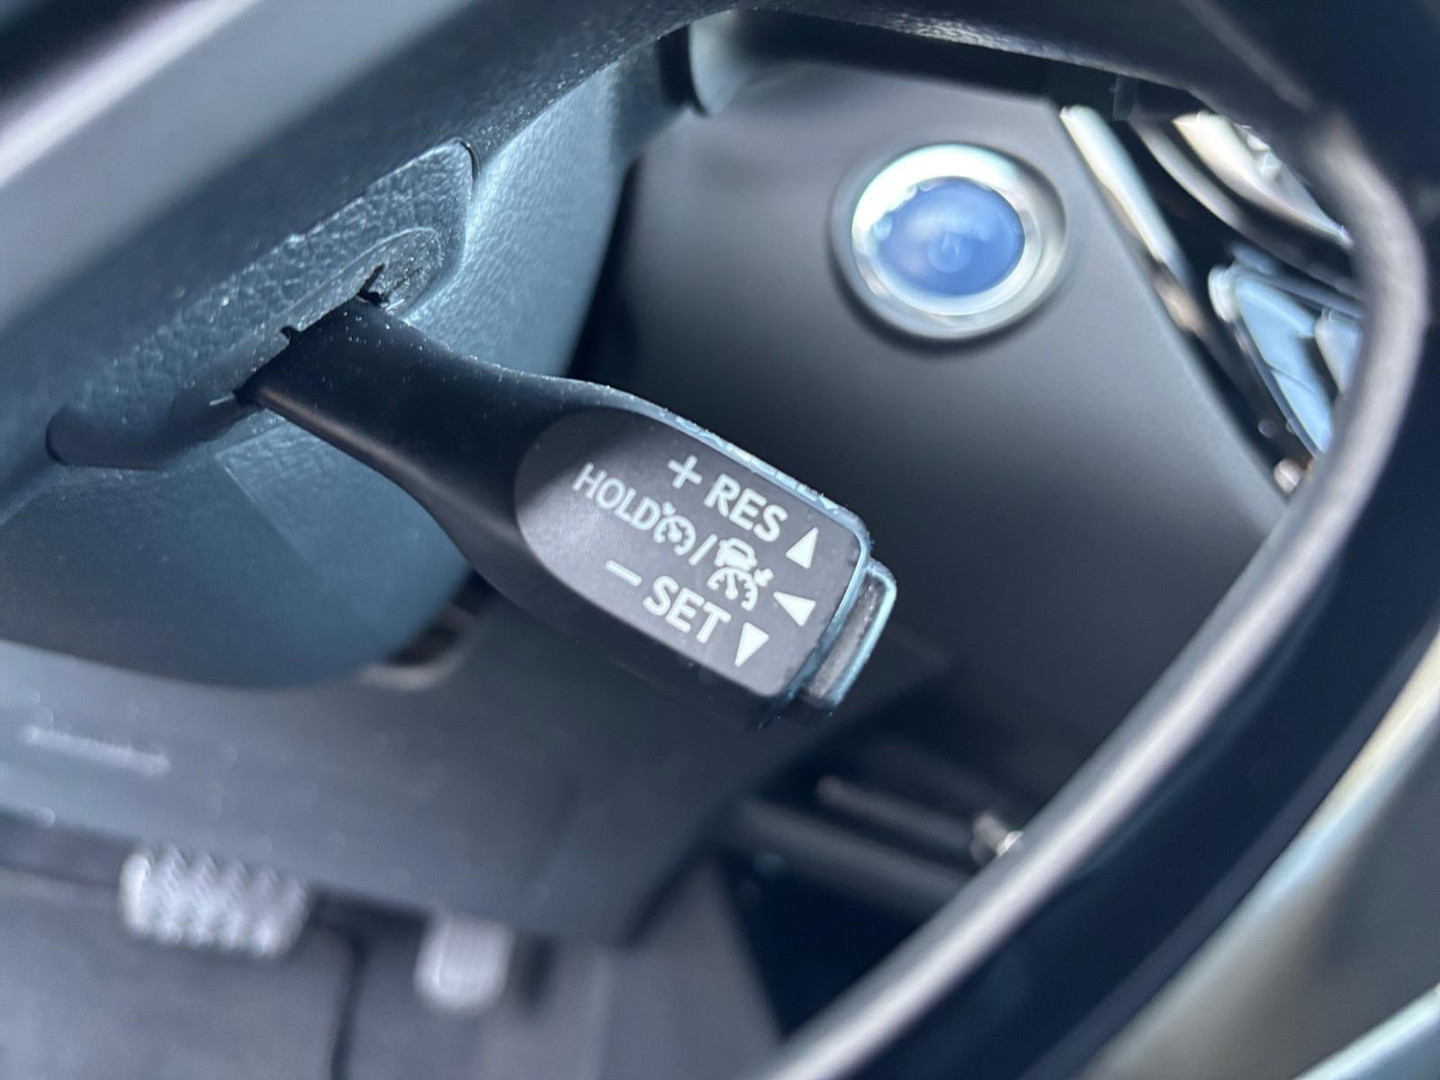 + RES ▲
HOLD /
− SET ▼